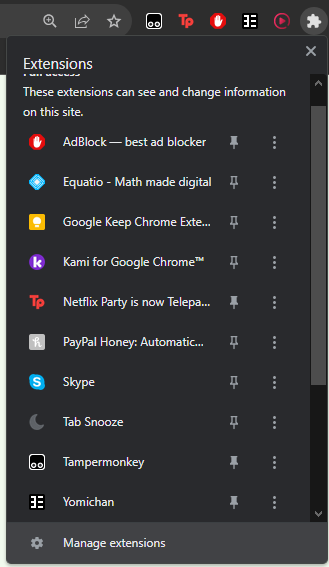 Extensions
Full access
These extensions can see and change information
on this site.
AdBlock — best ad blocker
Equatio - Math made digital
Google Keep Chrome Exte...
Kami for Google Chrome™
Netflix Party is now Telepa...
PayPal Honey: Automatic...
Skype
Tab Snooze
Tampermonkey
Yomichan
Manage extensions